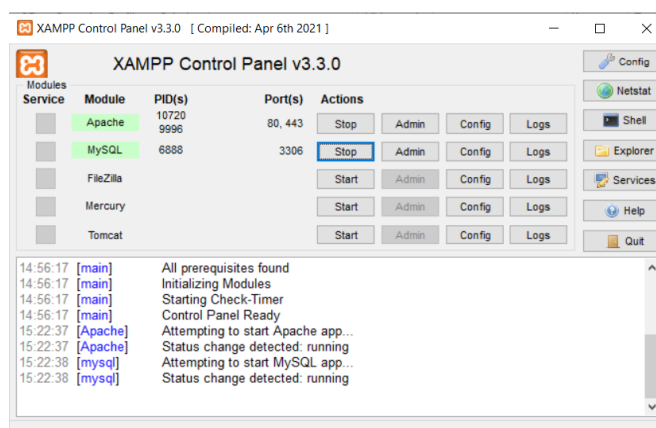 XAMPP Control Panel v3.3.0 [ Compiled: Apr 6th 2021 ]
XAMPP Control Panel v3.3.0
Config
Modules
Service Module PID(s) Port(s) Actions
Netstat
Apache 10720 9996 80, 443 Stop Admin Config Logs
Shell
MySQL 6888 3306 Stop Admin Config Logs
Explorer
FileZilla Start Admin Config Logs
Services
Mercury Start Admin Config Logs
Help
Tomcat Start Admin Config Logs
Quit
14:56:17 [main] All prerequisites found
14:56:17 [main] Initializing Modules
14:56:17 [main] Starting Check-Timer
14:56:17 [main] Control Panel Ready
15:22:37 [Apache] Attempting to start Apache app...
15:22:37 [Apache] Status change detected: running
15:22:38 [mysql] Attempting to start MySQL app...
15:22:38 [mysql] Status change detected: running